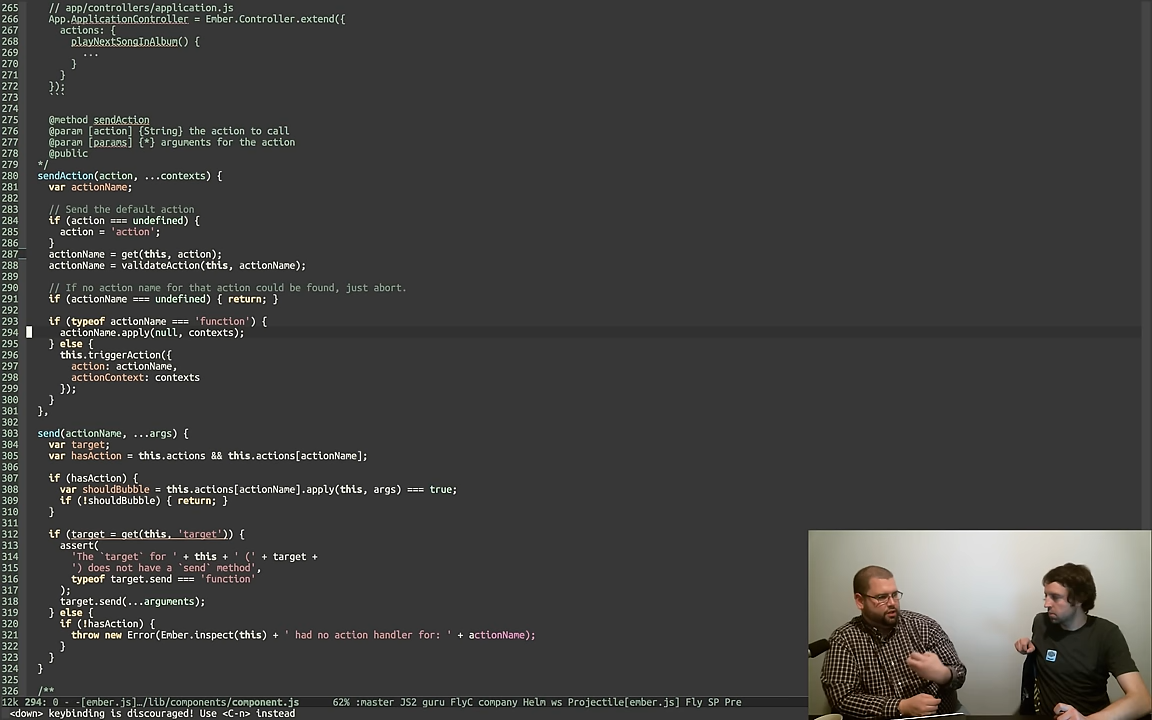 265     // app/controllers/application.js
266     App.ApplicationController = Ember.Controller.extend({
267       actions: {
268         playNextSongInAlbum() {
269           ...
270         }
271       }
272     });
273     ```
274
275     @method sendAction
276     @param [action] {String} the action to call
277     @param [params] {*} arguments for the action
278     @public
279   */
280   sendAction(action, ...contexts) {
281     var actionName;
282
283     // Send the default action
284     if (action === undefined) {
285       action = 'action';
286     }
287     actionName = get(this, action);
288     actionName = validateAction(this, actionName);
289
290     // If no action name for that action could be found, just abort.
291     if (actionName === undefined) { return; }
292
293     if (typeof actionName === 'function') {
294       actionName.apply(null, contexts);
295     } else {
296       this.triggerAction({
297         action: actionName,
298         actionContext: contexts
299       });
300     }
301   },
302
303   send(actionName, ...args) {
304     var target;
305     var hasAction = this.actions && this.actions[actionName];
306
307     if (hasAction) {
308       var shouldBubble = this.actions[actionName].apply(this, args) === true;
309       if (!shouldBubble) { return; }
310     }
311
312     if (target = get(this, 'target')) {
313       assert(
314         'The `target` for ' + this + ' (' + target +
315         ') does not have a `send` method',
316         typeof target.send === 'function'
317       );
318       target.send(...arguments);
319     } else {
320       if (!hasAction) {
321         throw new Error(Ember.inspect(this) + ' had no action handler for: ' + actionName);
322       }
323     }
324   }
325
326   /**
12k 294: 0 - -[ember.js]…/lib/components/component.js 62% :master JS2 guru FlyC company Helm ws Projectile[ember.js] Fly SP Pre
<down> keybinding is discouraged! Use <C-n> instead